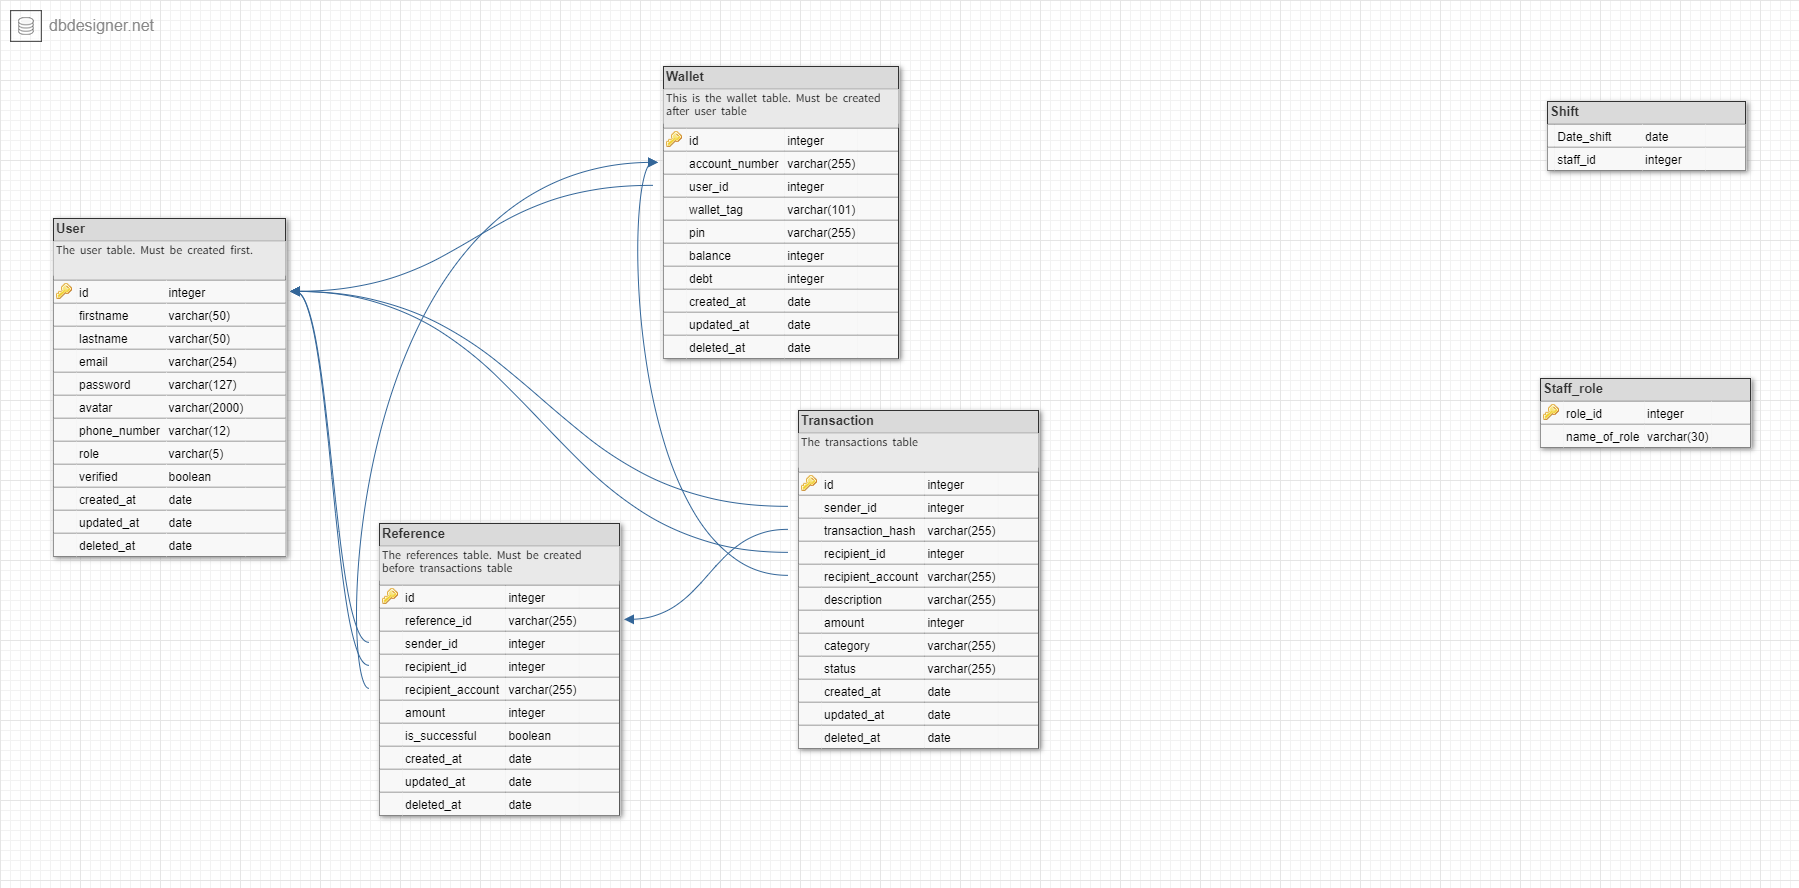 dbdesigner.net
User
The user table. Must be created first.
id integer
firstname varchar(50)
lastname varchar(50)
email varchar(254)
password varchar(127)
avatar varchar(2000)
phone_number varchar(12)
role varchar(5)
verified boolean
created_at date
updated_at date
deleted_at date
Reference
The references table. Must be created
before transactions table
id integer
reference_id varchar(255)
sender_id integer
recipient_id integer
recipient_account varchar(255)
amount integer
is_successful boolean
created_at date
updated_at date
deleted_at date
Wallet
This is the wallet table. Must be created
after user table
id integer
account_number varchar(255)
user_id integer
wallet_tag varchar(101)
pin varchar(255)
balance integer
debt integer
created_at date
updated_at date
deleted_at date
Transaction
The transactions table
id integer
sender_id integer
transaction_hash varchar(255)
recipient_id integer
recipient_account varchar(255)
description varchar(255)
amount integer
category varchar(255)
status varchar(255)
created_at date
updated_at date
deleted_at date
Shift
Date_shift date
staff_id integer
Staff_role
role_id integer
name_of_role varchar(30)